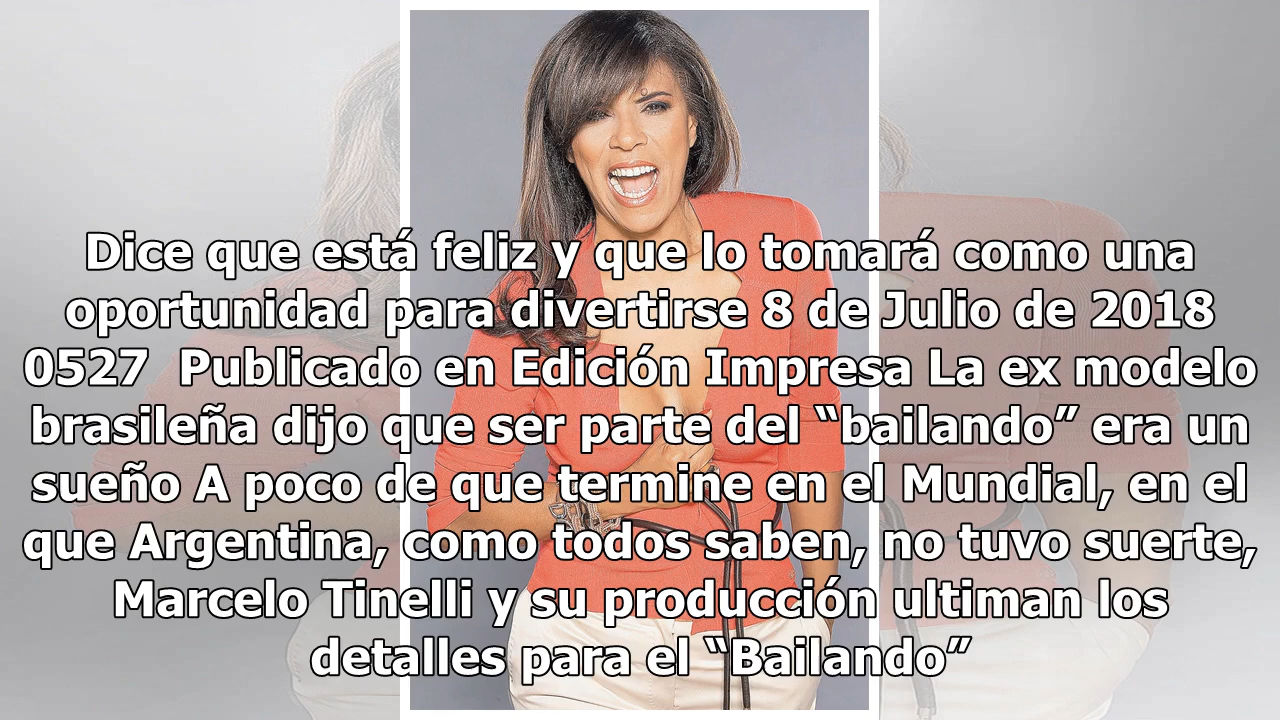 Dice que está feliz y que lo tomará como una
oportunidad para divertirse 8 de Julio de 2018
0527  Publicado en Edición Impresa La ex modelo
brasileña dijo que ser parte del “bailando” era un
sueño A poco de que termine en el Mundial, en el
que Argentina, como todos saben, no tuvo suerte,
Marcelo Tinelli y su producción ultiman los
detalles para el “Bailando”